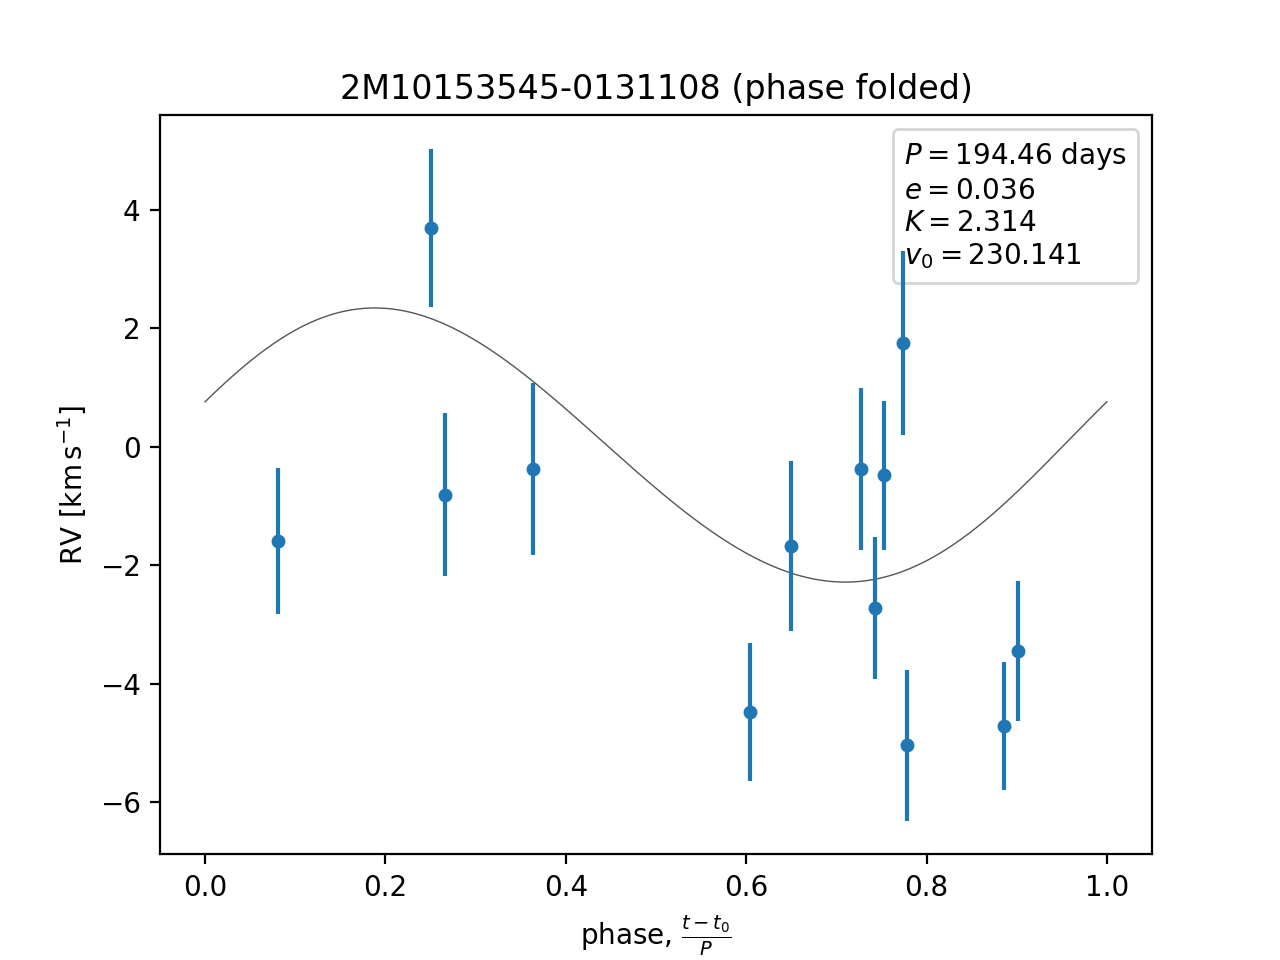 2M10153545-0131108 (phase folded)
P = 194.46 days
e = 0.036
K = 2.314
v₀ = 230.141
4
2
0
−2
−4
−6
RV [km s⁻¹]
0.0 0.2 0.4 0.6 0.8 1.0
phase, (t − t₀)/P